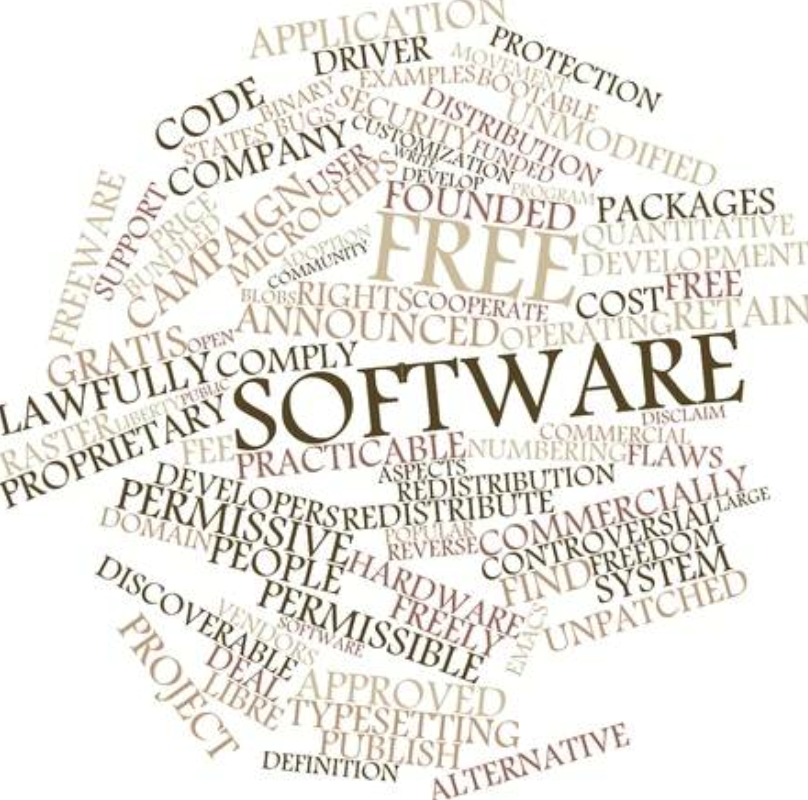 APPLICATION
DRIVER
PROTECTION
MOVEMENT
EXAMPLES
BOOTABLE
CODE
BINARY
SECURITY
DISTRIBUTION
UNMODIFIED
STATES
BUGS
CUSTOMIZATION
FUNDED
COMPANY
WRITE
DEVELOP
PROGRAM
USER
MICROCHIPS
CAMPAIGN
FOUNDED
PACKAGES
FREEWARE
SUPPORT
PRICE
BUNDLED
FREE
QUANTITATIVE
DEVELOPMENT
ADOPTION
COMMUNITY
BLOBS
RIGHTS
COOPERATE
COST
FREE
ANNOUNCED
OPERATING
RETAIN
GRATIS
OPEN
LAWFULLY
COMPLY
SOFTWARE
RASTER
LIBERTY
PUBLIC
PROPRIETARY
DISCLAIM
FEE
PRACTICABLE
NUMBERING
COMMERCIAL
FLAWS
ASPECTS
REDISTRIBUTION
DEVELOPERS
REDISTRIBUTE
COMMERCIALLY
LARGE
PERMISSIVE
POPULAR
REVERSE
CONTROVERSIAL
DOMAIN
PEOPLE
HARDWARE
FIND
FREEDOM
SYSTEM
DISCOVERABLE
PERMISSIBLE
FREELY
EMACS
UNPATCHED
VENDORS
SOFTWARE
PROJECT
DEAL
LIBRE
APPROVED
TYPESETTING
PUBLISH
DEFINITION
ALTERNATIVE